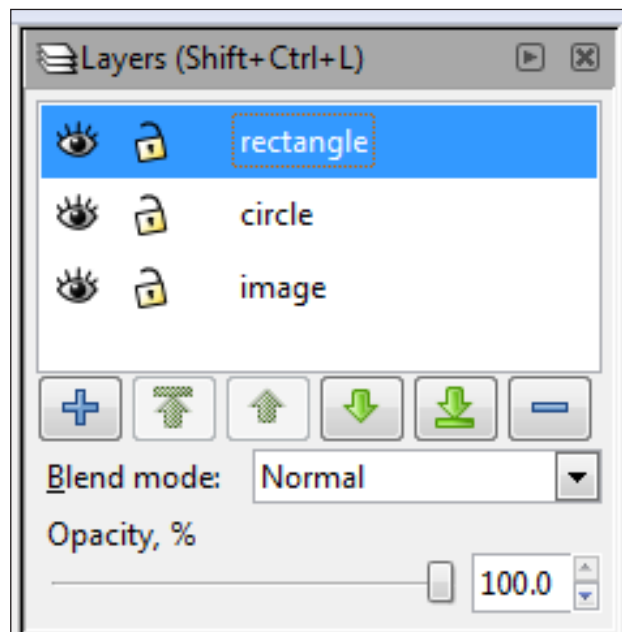 Layers (Shift+Ctrl+L)
rectangle
circle
image
Blend mode: Normal
Opacity, %
100.0